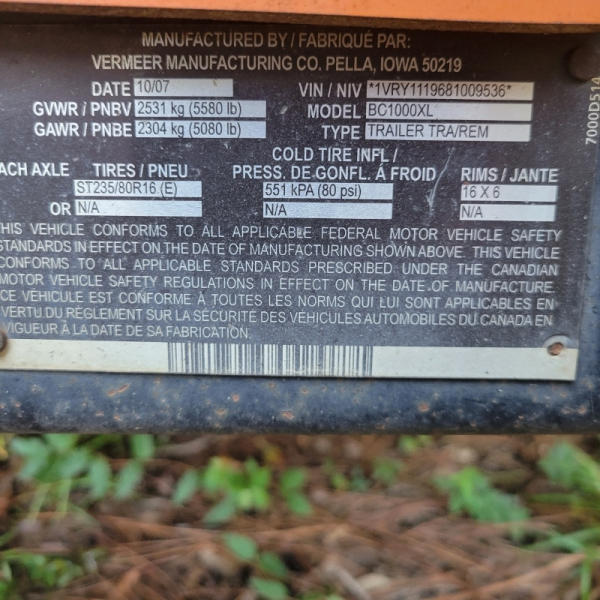 MANUFACTURED BY / FABRIQUÉ PAR:
VERMEER MANUFACTURING CO. PELLA, IOWA 50219
DATE 10/07 VIN / NIV *1VRY1119681009536*
GVWR / PNBV 2531 kg (5580 lb) MODEL BC1000XL
GAWR / PNBE 2304 kg (5080 lb) TYPE TRAILER TRA/REM
COLD TIRE INFL /
ACH AXLE TIRES / PNEU PRESS. DE GONFL. À FROID RIMS / JANTE
ST235/80R16 (E) 551 kPA (80 psi) 16 X 6
OR N/A N/A N/A
THIS VEHICLE CONFORMS TO ALL APPLICABLE FEDERAL MOTOR VEHICLE SAFETY
STANDARDS IN EFFECT ON THE DATE OF MANUFACTURING SHOWN ABOVE. THIS VEHICLE
CONFORMS TO ALL APPLICABLE STANDARDS PRESCRIBED UNDER THE CANADIAN
MOTOR VEHICLE SAFETY REGULATIONS IN EFFECT ON THE DATE OF MANUFACTURE.
CE VÉHICULE EST CONFORME À TOUTES LES NORMS QUI LUI SONT APPLICABLES EN
VERTU DU RÈGLEMENT SUR LA SÉCURITÉ DES VÉHICULES AUTOMOBILES DU CANADA EN
VIGUEUR À LA DATE DE SA FABRICATION.
7000D514